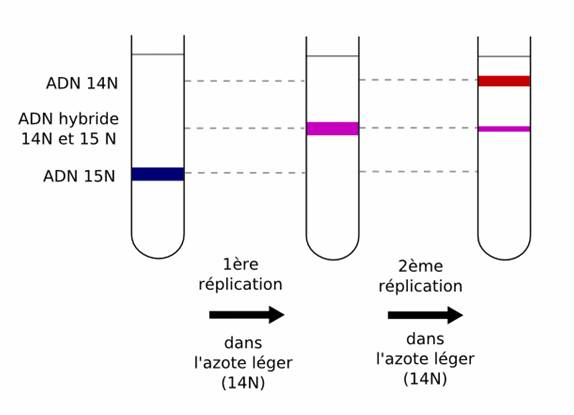 ADN 14N
ADN hybride
14N et 15 N
ADN 15N
1ère
réplication
dans
l'azote léger
(14N)
2ème
réplication
dans
l'azote léger
(14N)